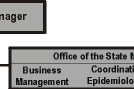 nager
Office of the State M
Business Coordinati
Management Epidemiolo